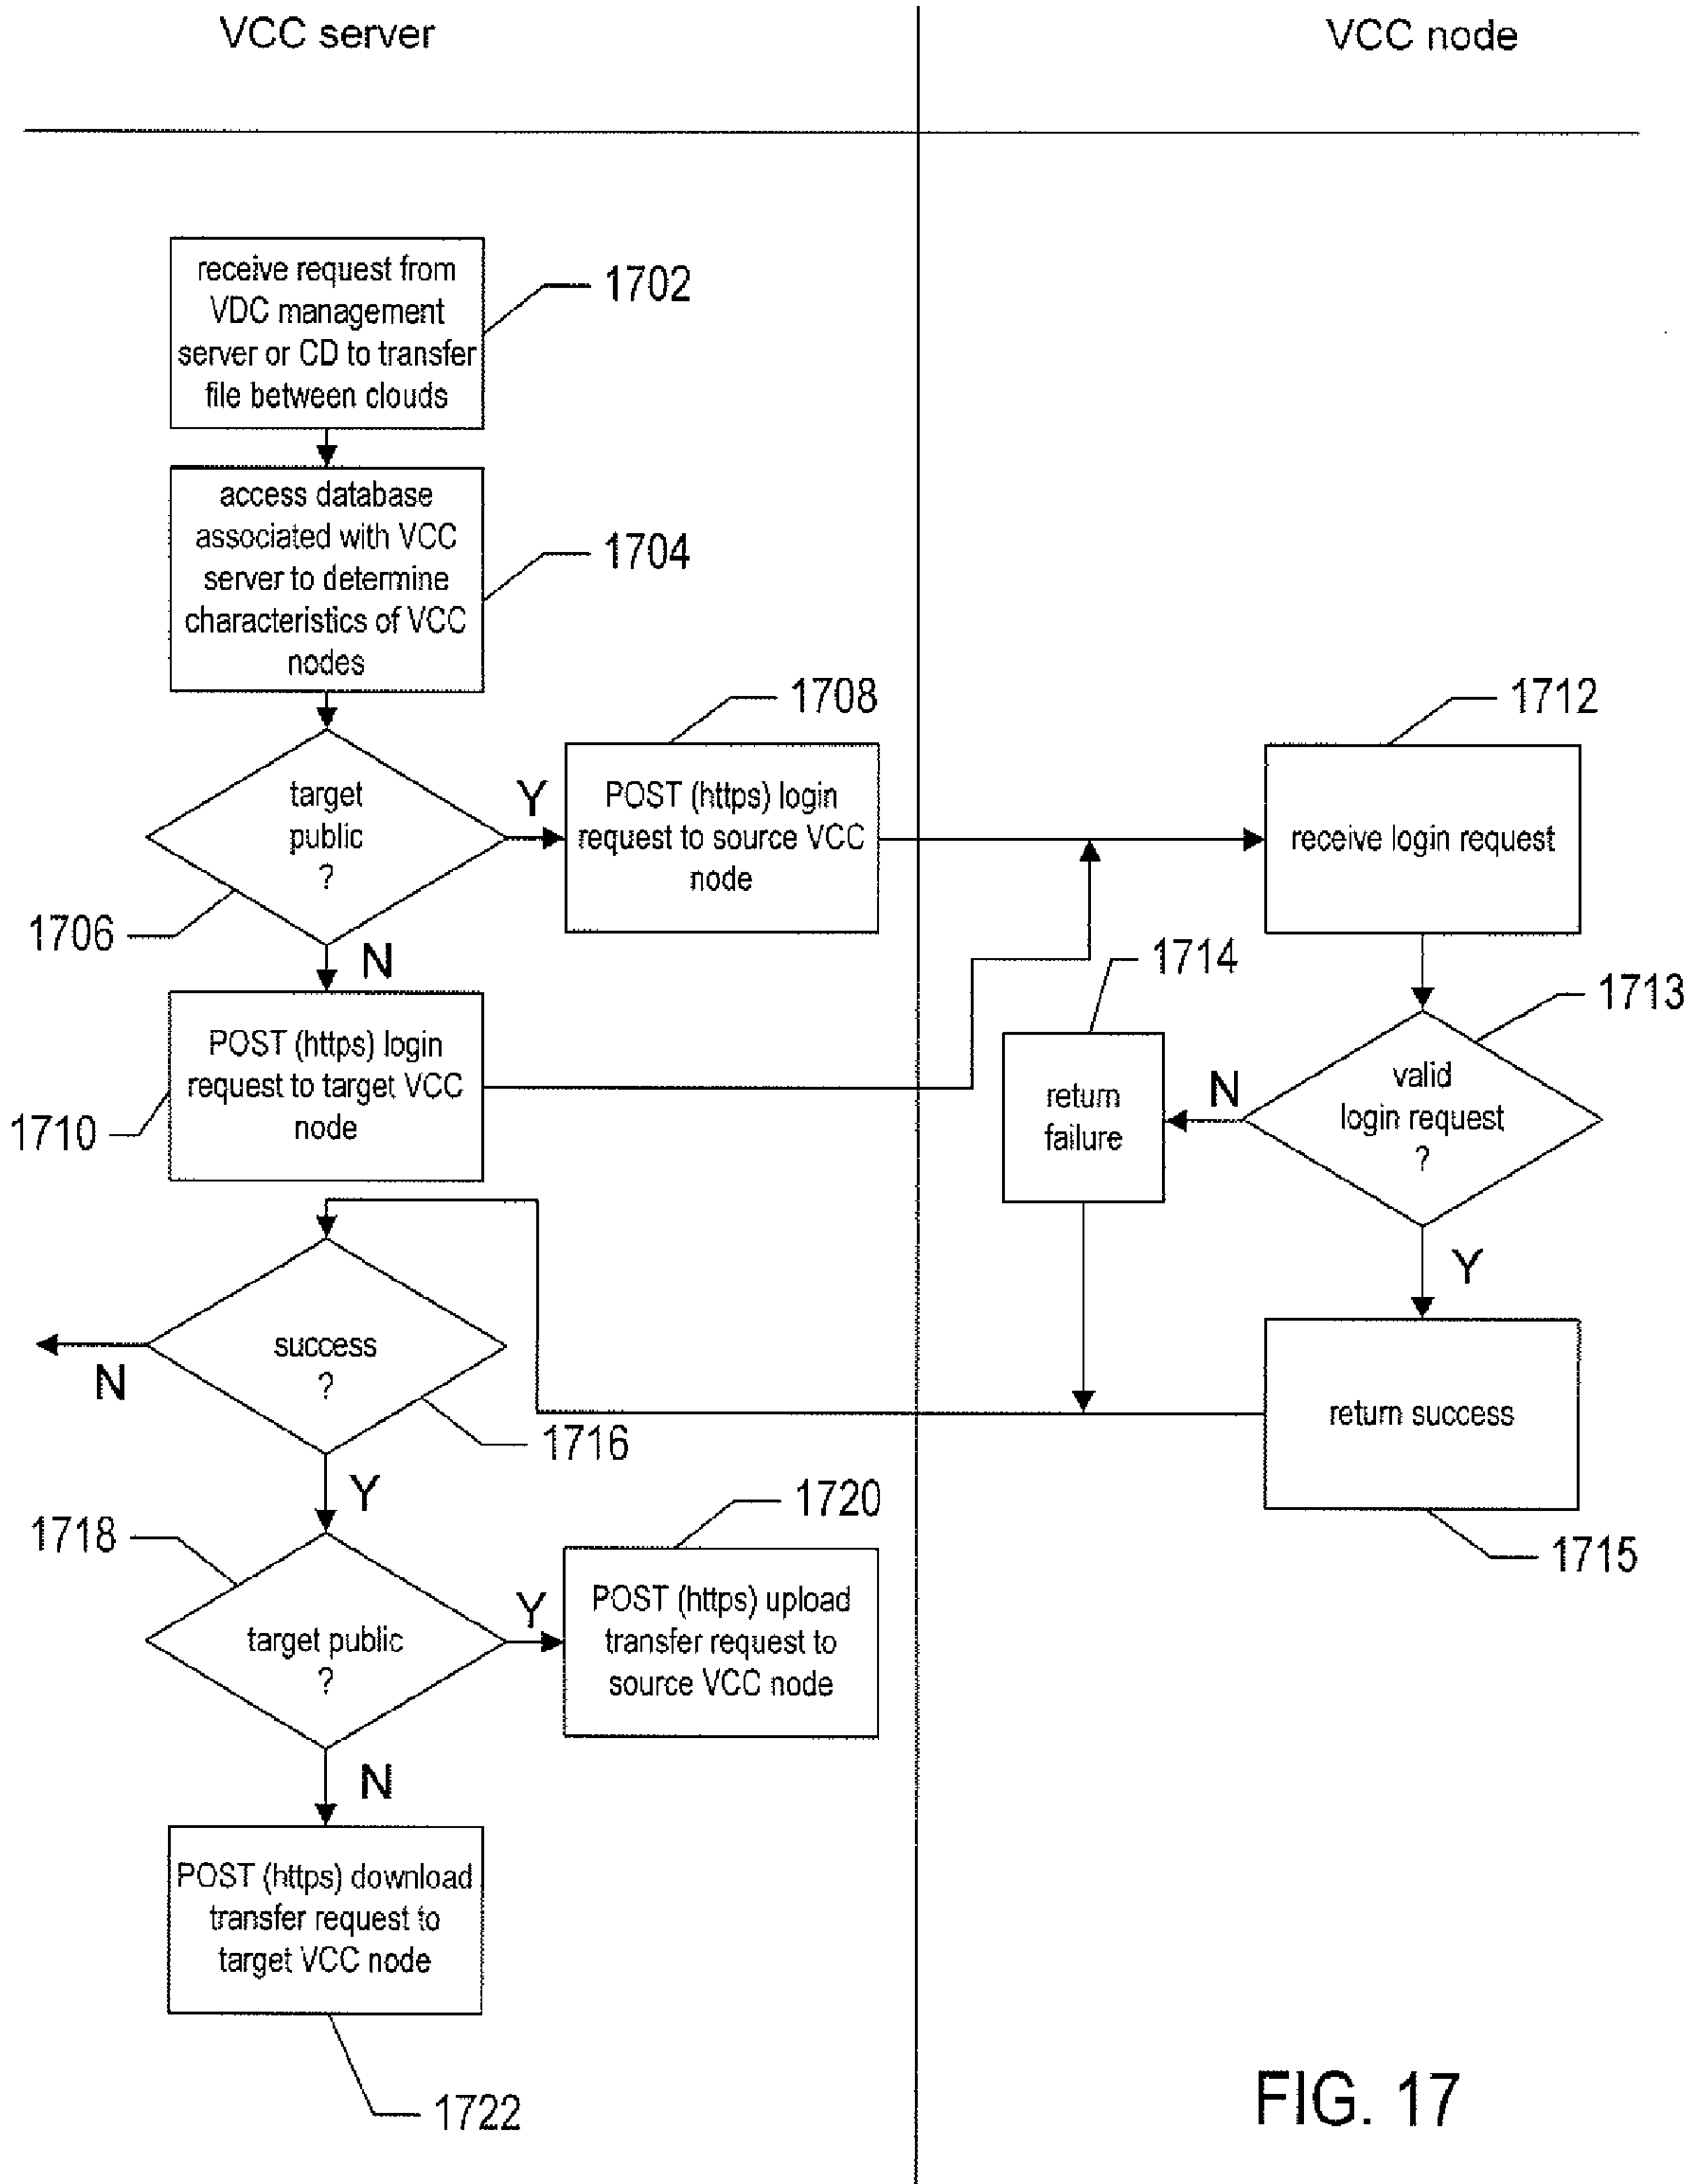 VCC server
VCC node
receive request from
VDC management
server or CD to transfer
file between clouds
1702
access database
associated with VCC
server to determine
characteristics of VCC
nodes
1704
target
public
?
1706
Y
N
POST (https) login
request to source VCC
node
1708
POST (https) login
request to target VCC
node
1710
receive login request
1712
valid
login request
?
1713
N
Y
return
failure
1714
return success
1715
success
?
1716
N
Y
target public
?
1718
Y
N
POST (https) upload
transfer request to
source VCC node
1720
POST (https) download
transfer request to
target VCC node
1722
FIG. 17